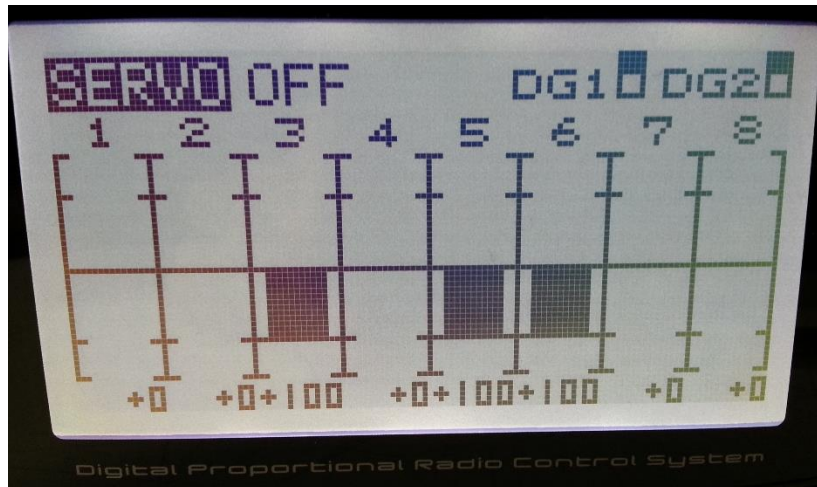 SERVO OFF DG1 DG2
1 2 3 4 5 6 7 8
+0 +0+100 +0+100+100 +0 +0
Digital Proportional Radio Control System